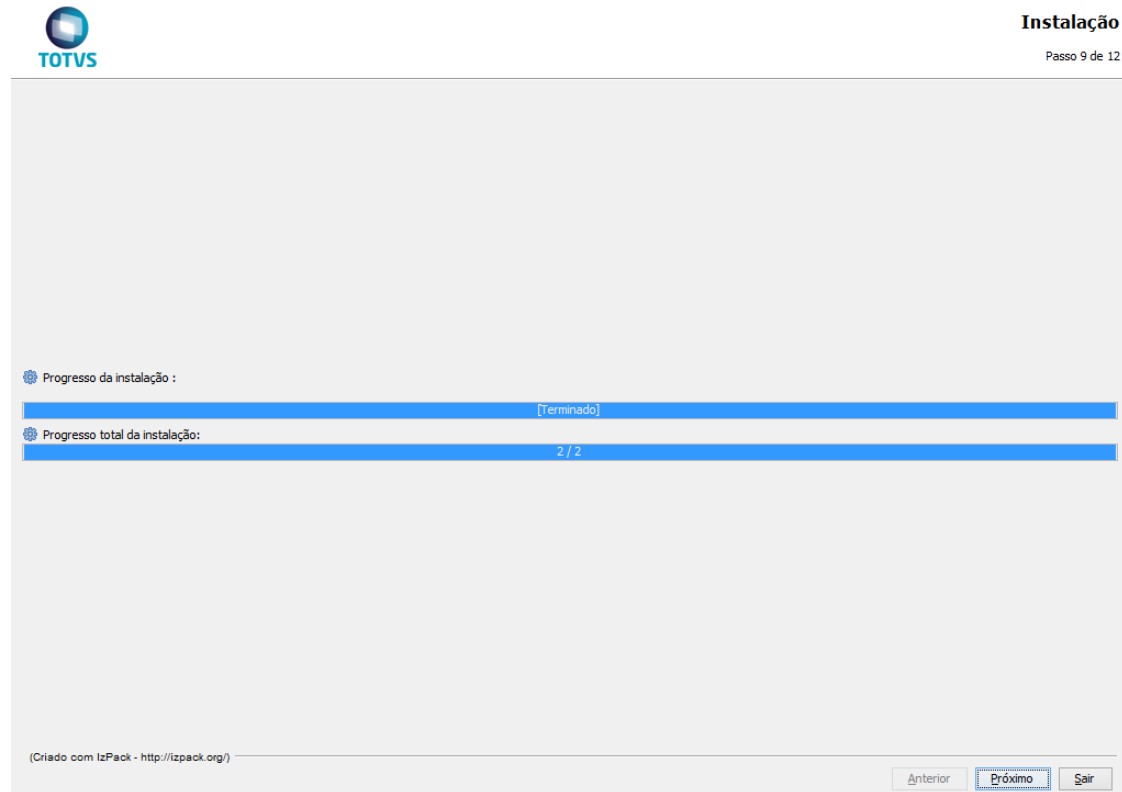 TOTVS
Instalação
Passo 9 de 12
Progresso da instalação :
[Terminado]
Progresso total da instalação:
2 / 2
(Criado com IzPack - http://izpack.org/)
Anterior Próximo Sair